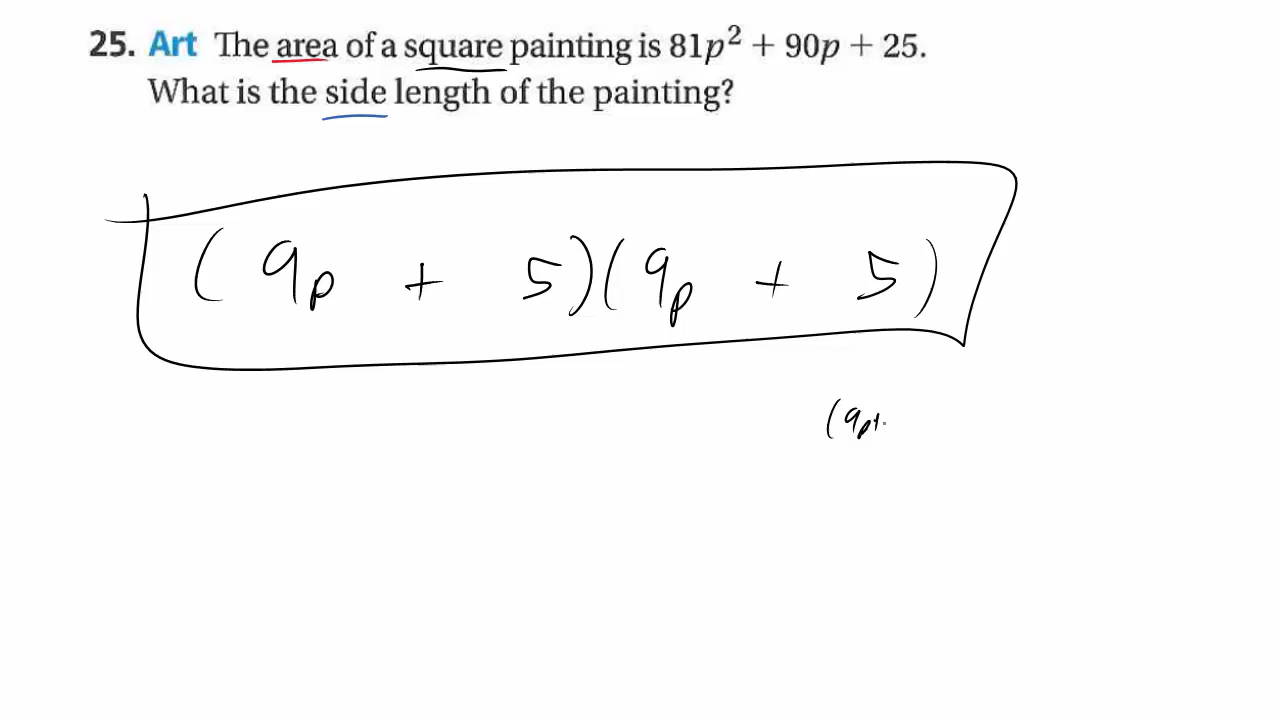 25. Art The area of a square painting is 81p² + 90p + 25.
What is the side length of the painting?
(9p + 5)(9p + 5)
(9p+